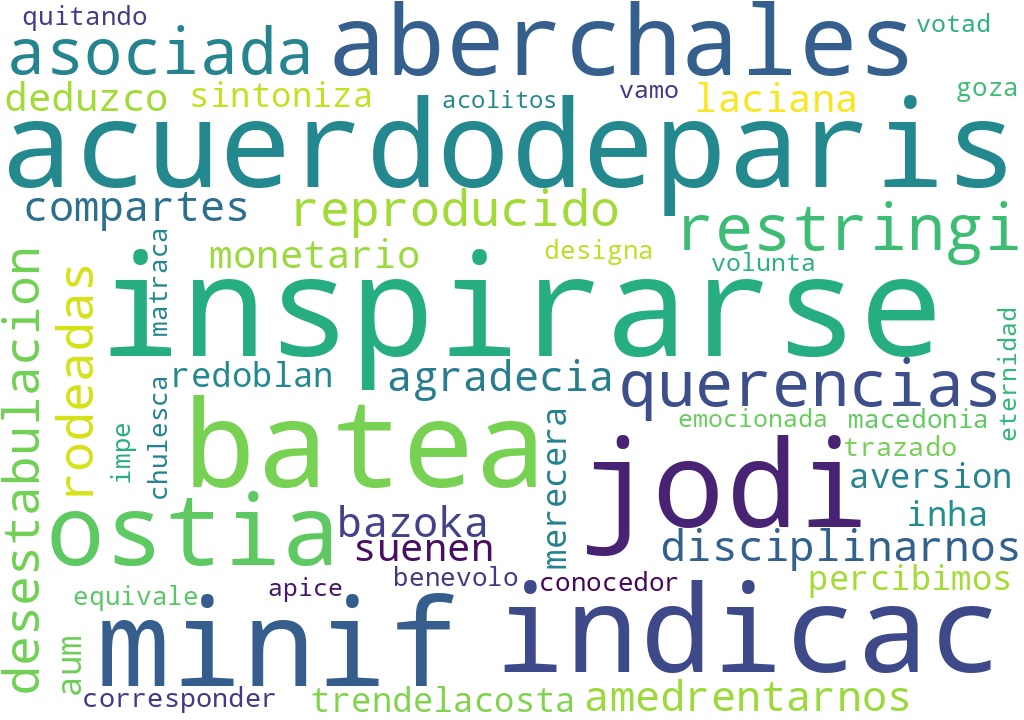 quitando
asociada
aberchales
votad
deduzco
sintoniza
acolitos
vamo
laciana
goza
acuerdodeparis
compartes
reproducido
restringi
monetario
designa
volunta
matraca
inspirarse
desestabulacion
rodeadas
eternidad
redoblan
agradecia
querencias
chulesca
impe
batea
merecera
emocionada
macedonia
jodi
trazado
aversion
ostia
bazoka
inha
suenen
disciplinarnos
benevolo
conocedor
percibimos
apice
equivale
minif
indicac
aum
corresponder
trendelacosta
amedrentarnos